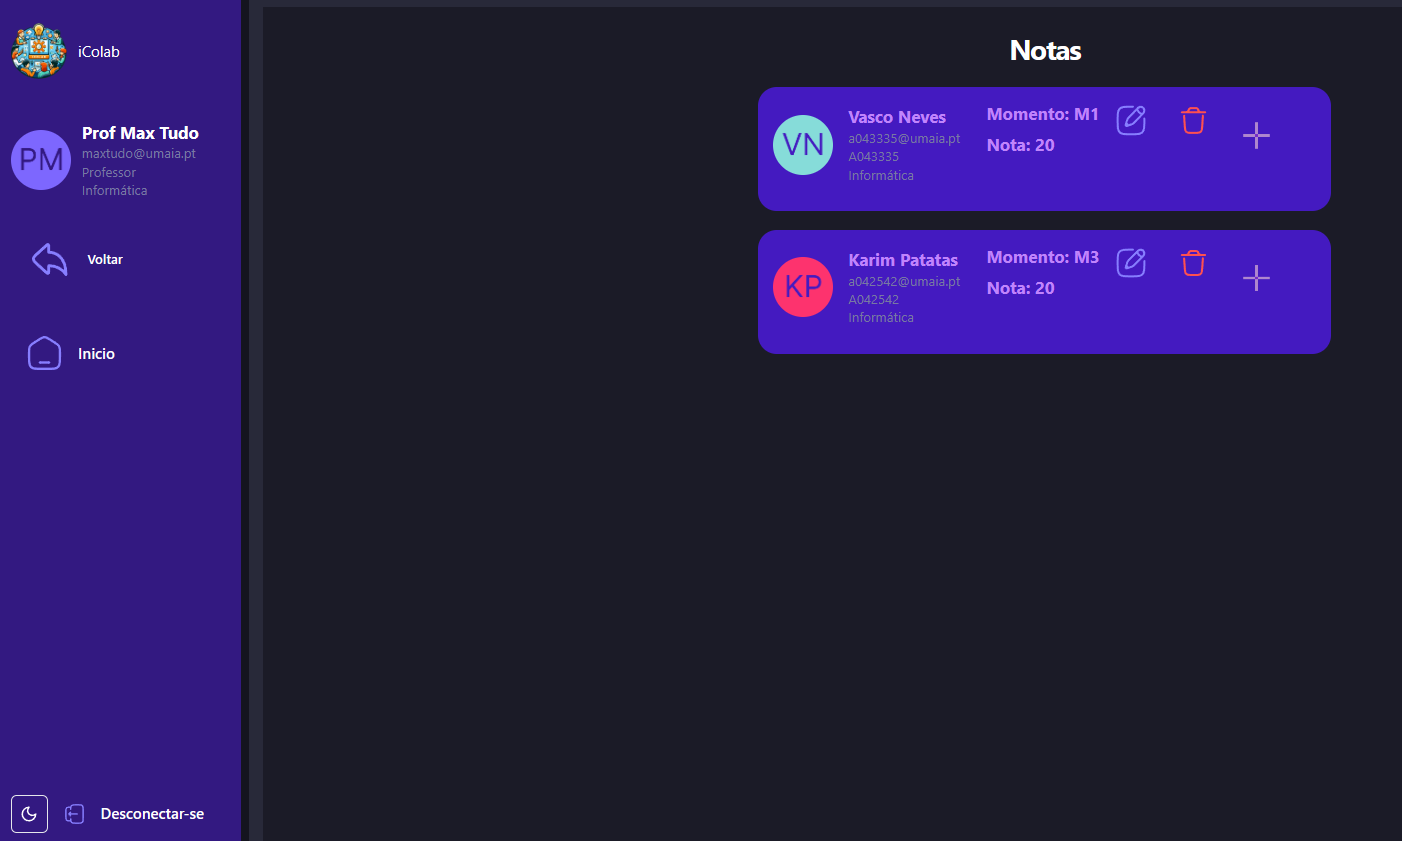 iColab
Prof Max Tudo
maxtudo@umaia.pt
Professor
Informática
PM
Voltar
Inicio
Desconectar-se
Notas
VN
Vasco Neves
a043335@umaia.pt
A043335
Informática
Momento: M1
Nota: 20
KP
Karim Patatas
a042542@umaia.pt
A042542
Informática
Momento: M3
Nota: 20